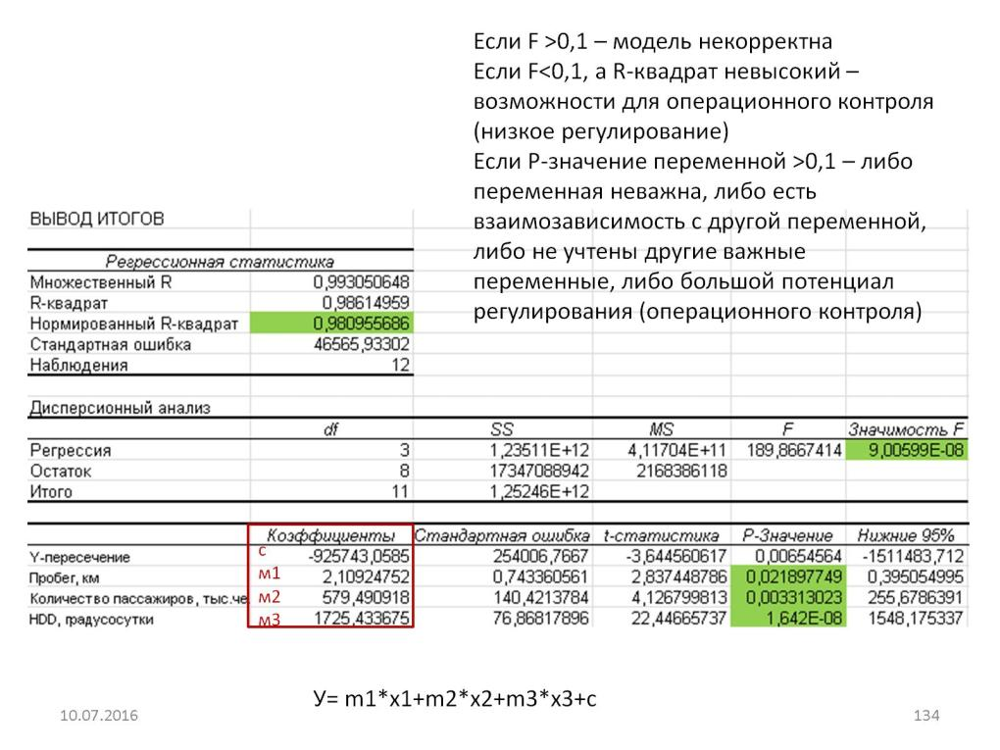 Если F >0,1 – модель некорректна
Если F<0,1, а R-квадрат невысокий –
возможности для операционного контроля
(низкое регулирование)
Если P-значение переменной >0,1 – либо
переменная неважна, либо есть
взаимозависимость с другой переменной,
либо не учтены другие важные
переменные, либо большой потенциал
регулирования (операционного контроля)
ВЫВОД ИТОГОВ
Регрессионная статистика
Множественный R 0,993050648
R-квадрат 0,98614959
Нормированный R-квадрат 0,980955686
Стандартная ошибка 46565,93302
Наблюдения 12
Дисперсионный анализ
df SS MS F Значимость F
Регрессия 3 1,23511E+12 4,11704E+11 189,8667414 9,00599E-08
Остаток 8 17347088942 2168386118
Итого 11 1,25246E+12
Коэффициенты Стандартная ошибка t-статистика P-Значение Нижние 95%
Y-пересечение с -925743,0585 254006,7667 -3,644560617 0,00654564 -1511483,712
Пробег, км м1 2,10924752 0,743360561 2,837448786 0,021897749 0,395054995
Количество пассажиров, тыс.че м2 579,490918 140,4213784 4,126799813 0,003313023 255,6786391
HDD, градусосутки м3 1725,433675 76,86817896 22,44665737 1,642E-08 1548,175337
У= m1*x1+m2*x2+m3*x3+c
10.07.2016
134